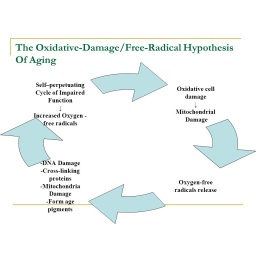 The Oxidative-Damage/Free-Radical Hypothesis
Of Aging
Self-perpetuating
Cycle of Impaired
Function
↓
Increased Oxygen -
free radicals
Oxidative cell
damage
↓
Mitochondrial
Damage
Oxygen-free
radicals release
-DNA Damage
-Cross-linking
proteins
-Mitochondria
Damage
-Form age
pigments